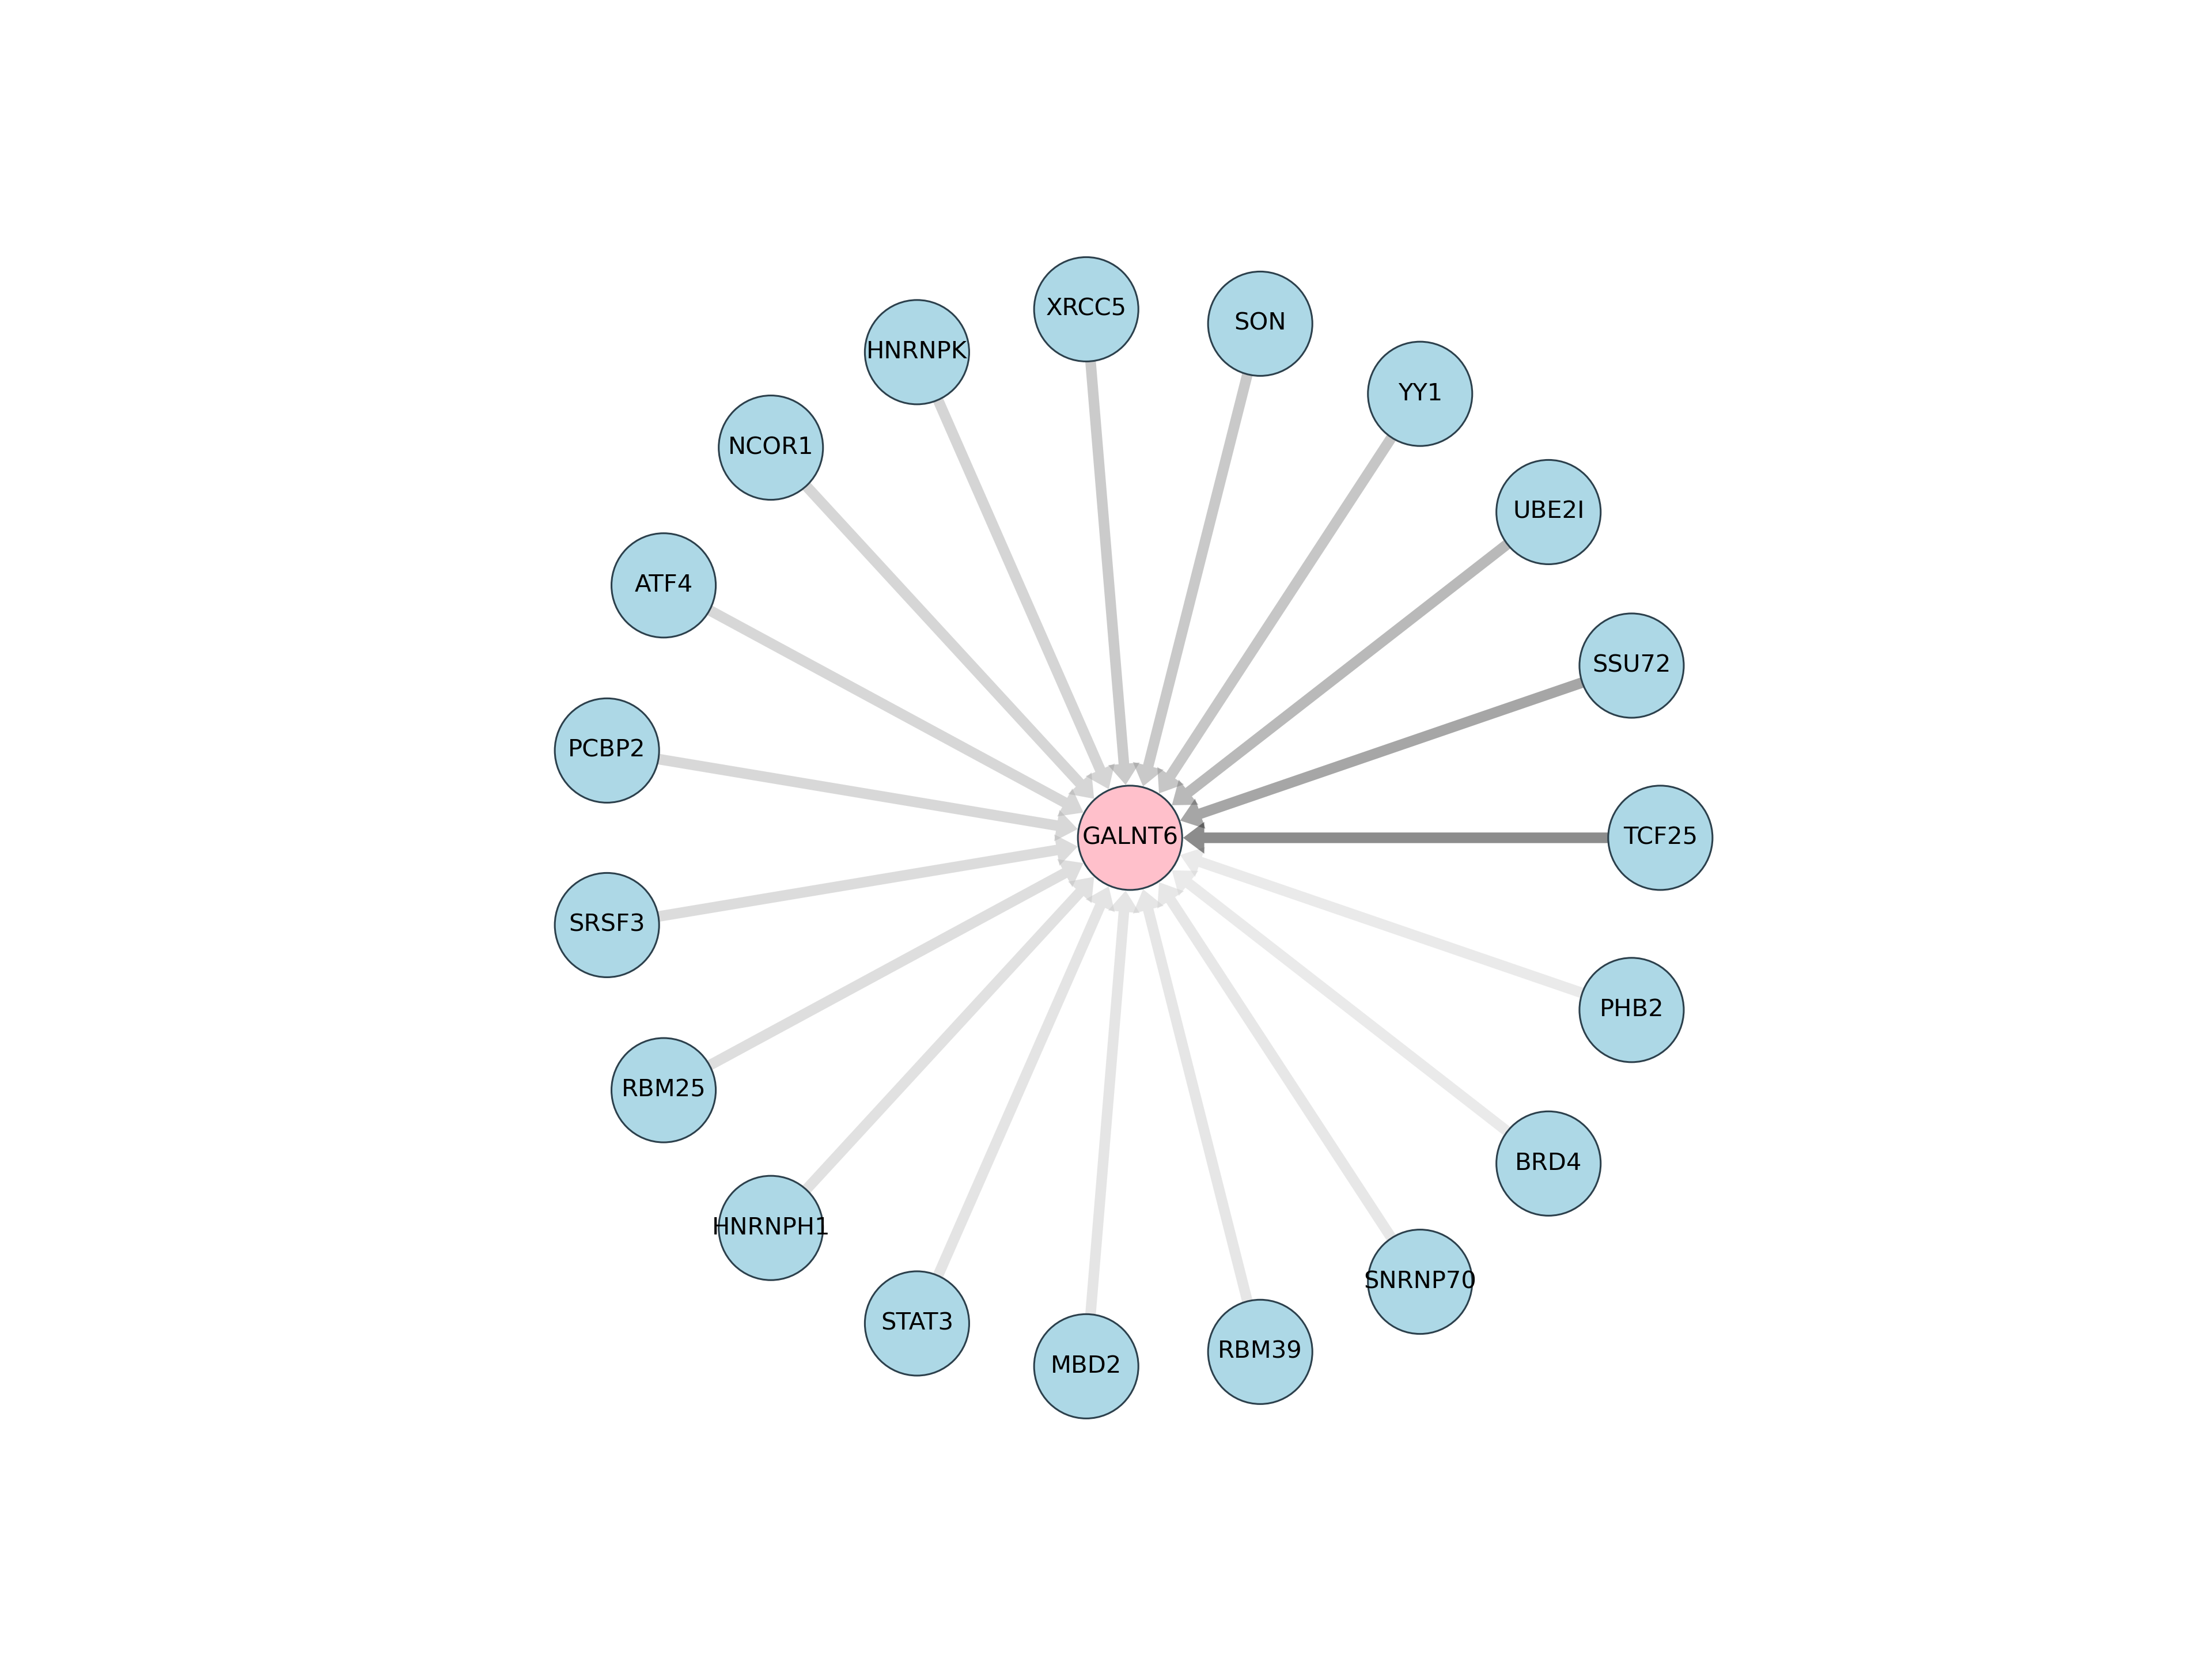 XRCC5
SON
HNRNPK
YY1
NCOR1
UBE2I
ATF4
SSU72
PCBP2
GALNT6
TCF25
SRSF3
PHB2
RBM25
BRD4
HNRNPH1
SNRNP70
STAT3
RBM39
MBD2